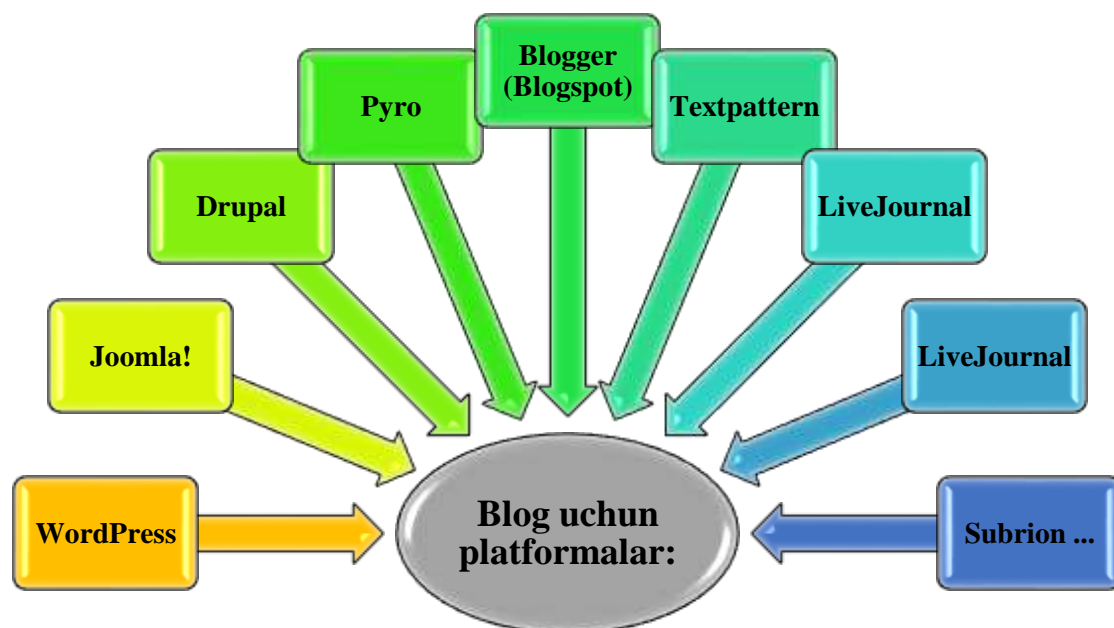 Blogger
(Blogspot)
Pyro
Textpattern
Drupal
LiveJournal
Joomla!
LiveJournal
WordPress
Blog uchun
platformalar:
Subrion ...